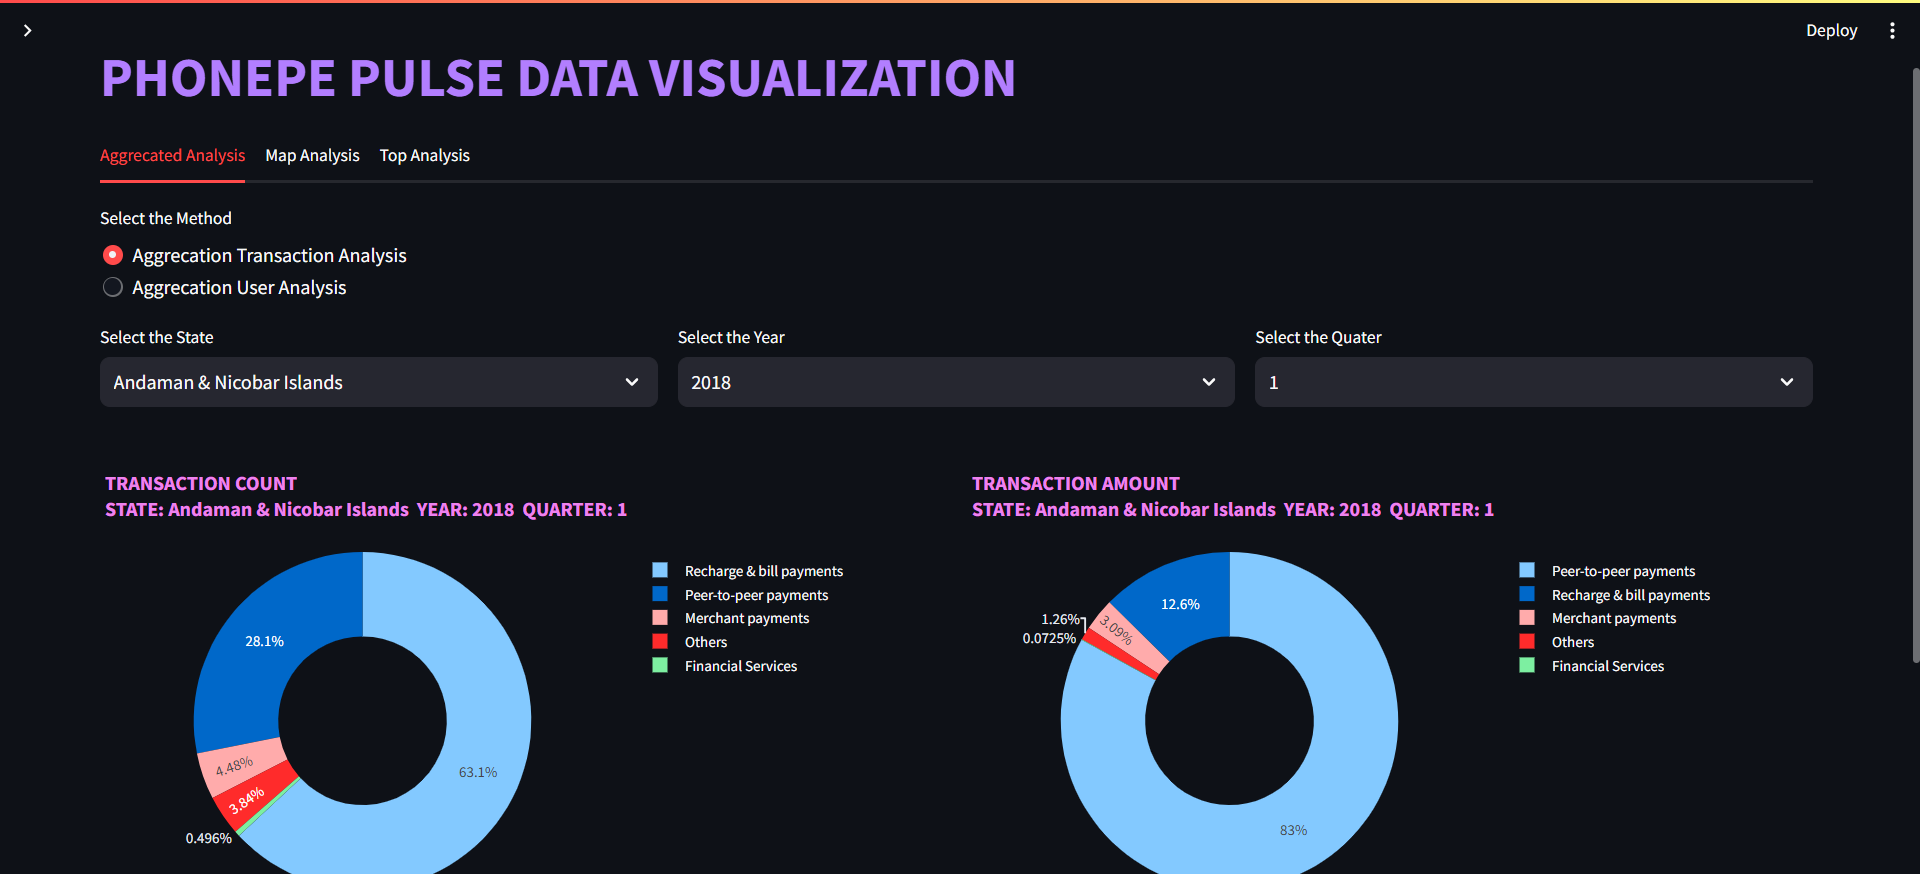 Deploy
PHONEPE PULSE DATA VISUALIZATION
Aggrecated Analysis Map Analysis Top Analysis
Select the Method
Aggrecation Transaction Analysis
Aggrecation User Analysis
Select the State Select the Year Select the Quater
Andaman & Nicobar Islands 2018 1
TRANSACTION COUNT
STATE: Andaman & Nicobar Islands YEAR: 2018 QUARTER: 1
Recharge & bill payments
Peer-to-peer payments
Merchant payments
Others
Financial Services
28.1%
4.48%
3.84%
0.496%
63.1%
TRANSACTION AMOUNT
STATE: Andaman & Nicobar Islands YEAR: 2018 QUARTER: 1
Peer-to-peer payments
Recharge & bill payments
Merchant payments
Others
Financial Services
12.6%
1.26%
3.09%
0.0725%
83%